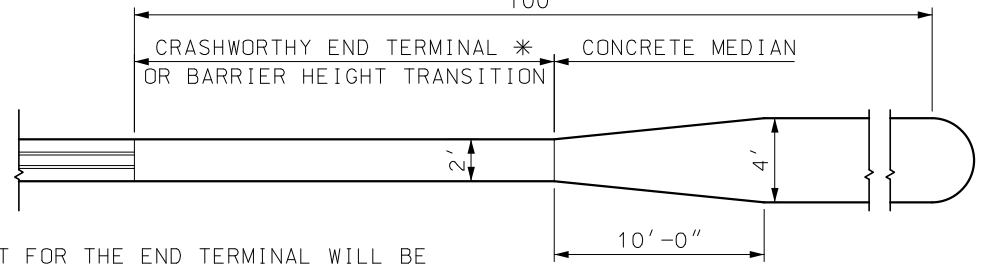 100'
CRASHWORTHY END TERMINAL *
OR BARRIER HEIGHT TRANSITION
CONCRETE MEDIAN
2'
4'
10'-0"
FOR THE END TERMINAL WILL BE